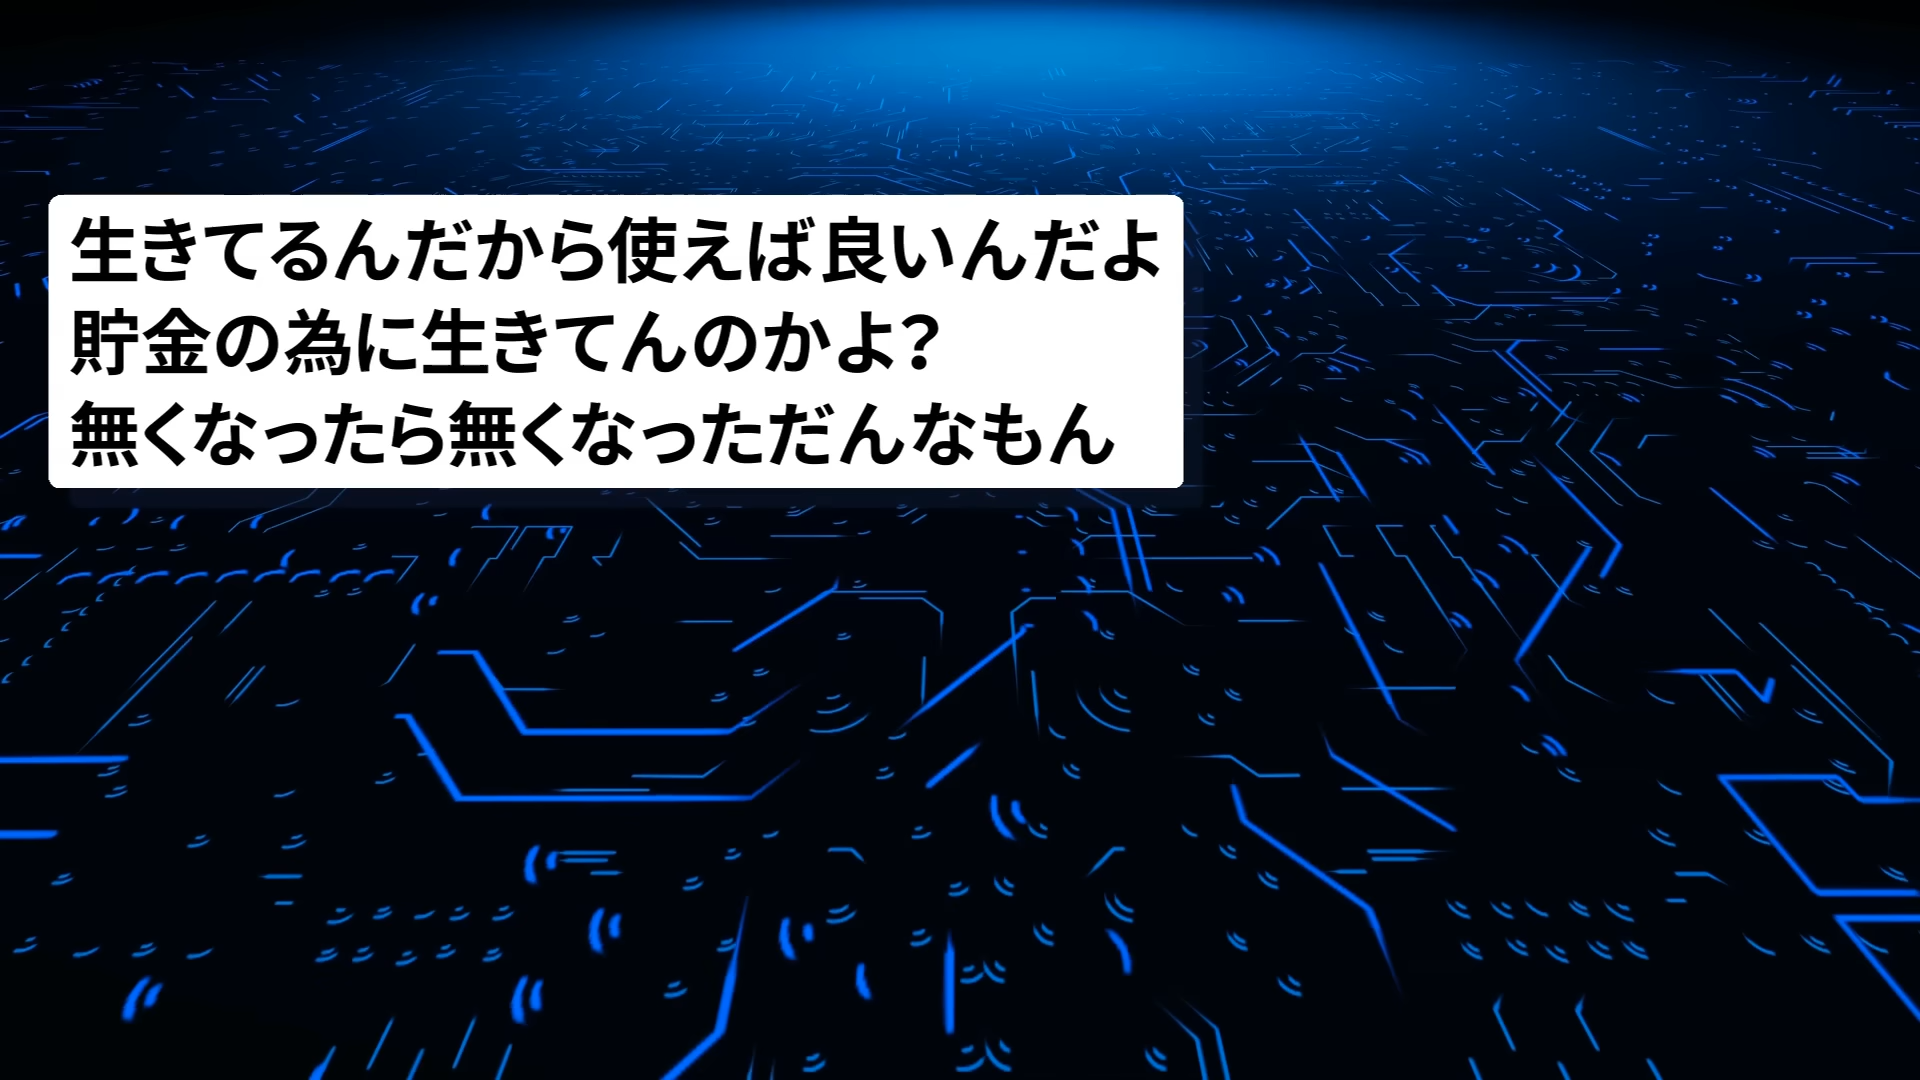 生きてるんだから使えば良いんだよ
貯金の為に生きてんのかよ?
無くなったら無くなっただんなもん